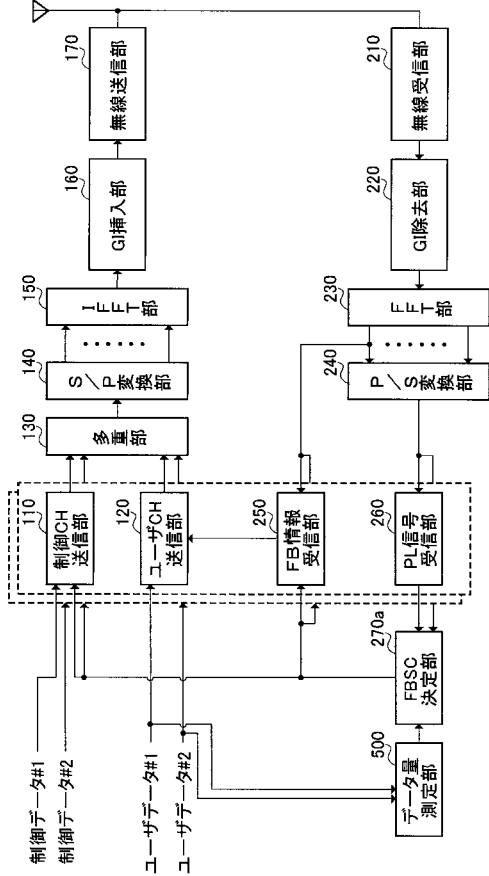 制御データ#1
制御データ#2
ユーザデータ#1
ユーザデータ#2
110
制御CH
送信部
120
ユーザCH
送信部
130
多重部
140
S/P変換部
150
IFFT部
160
GI挿入部
170
無線送信部
210
無線受信部
220
GI除去部
230
FFT部
240
P/S変換部
250
FB情報
受信部
260
PL信号
受信部
270a
FBSC
決定部
500
データ量
測定部